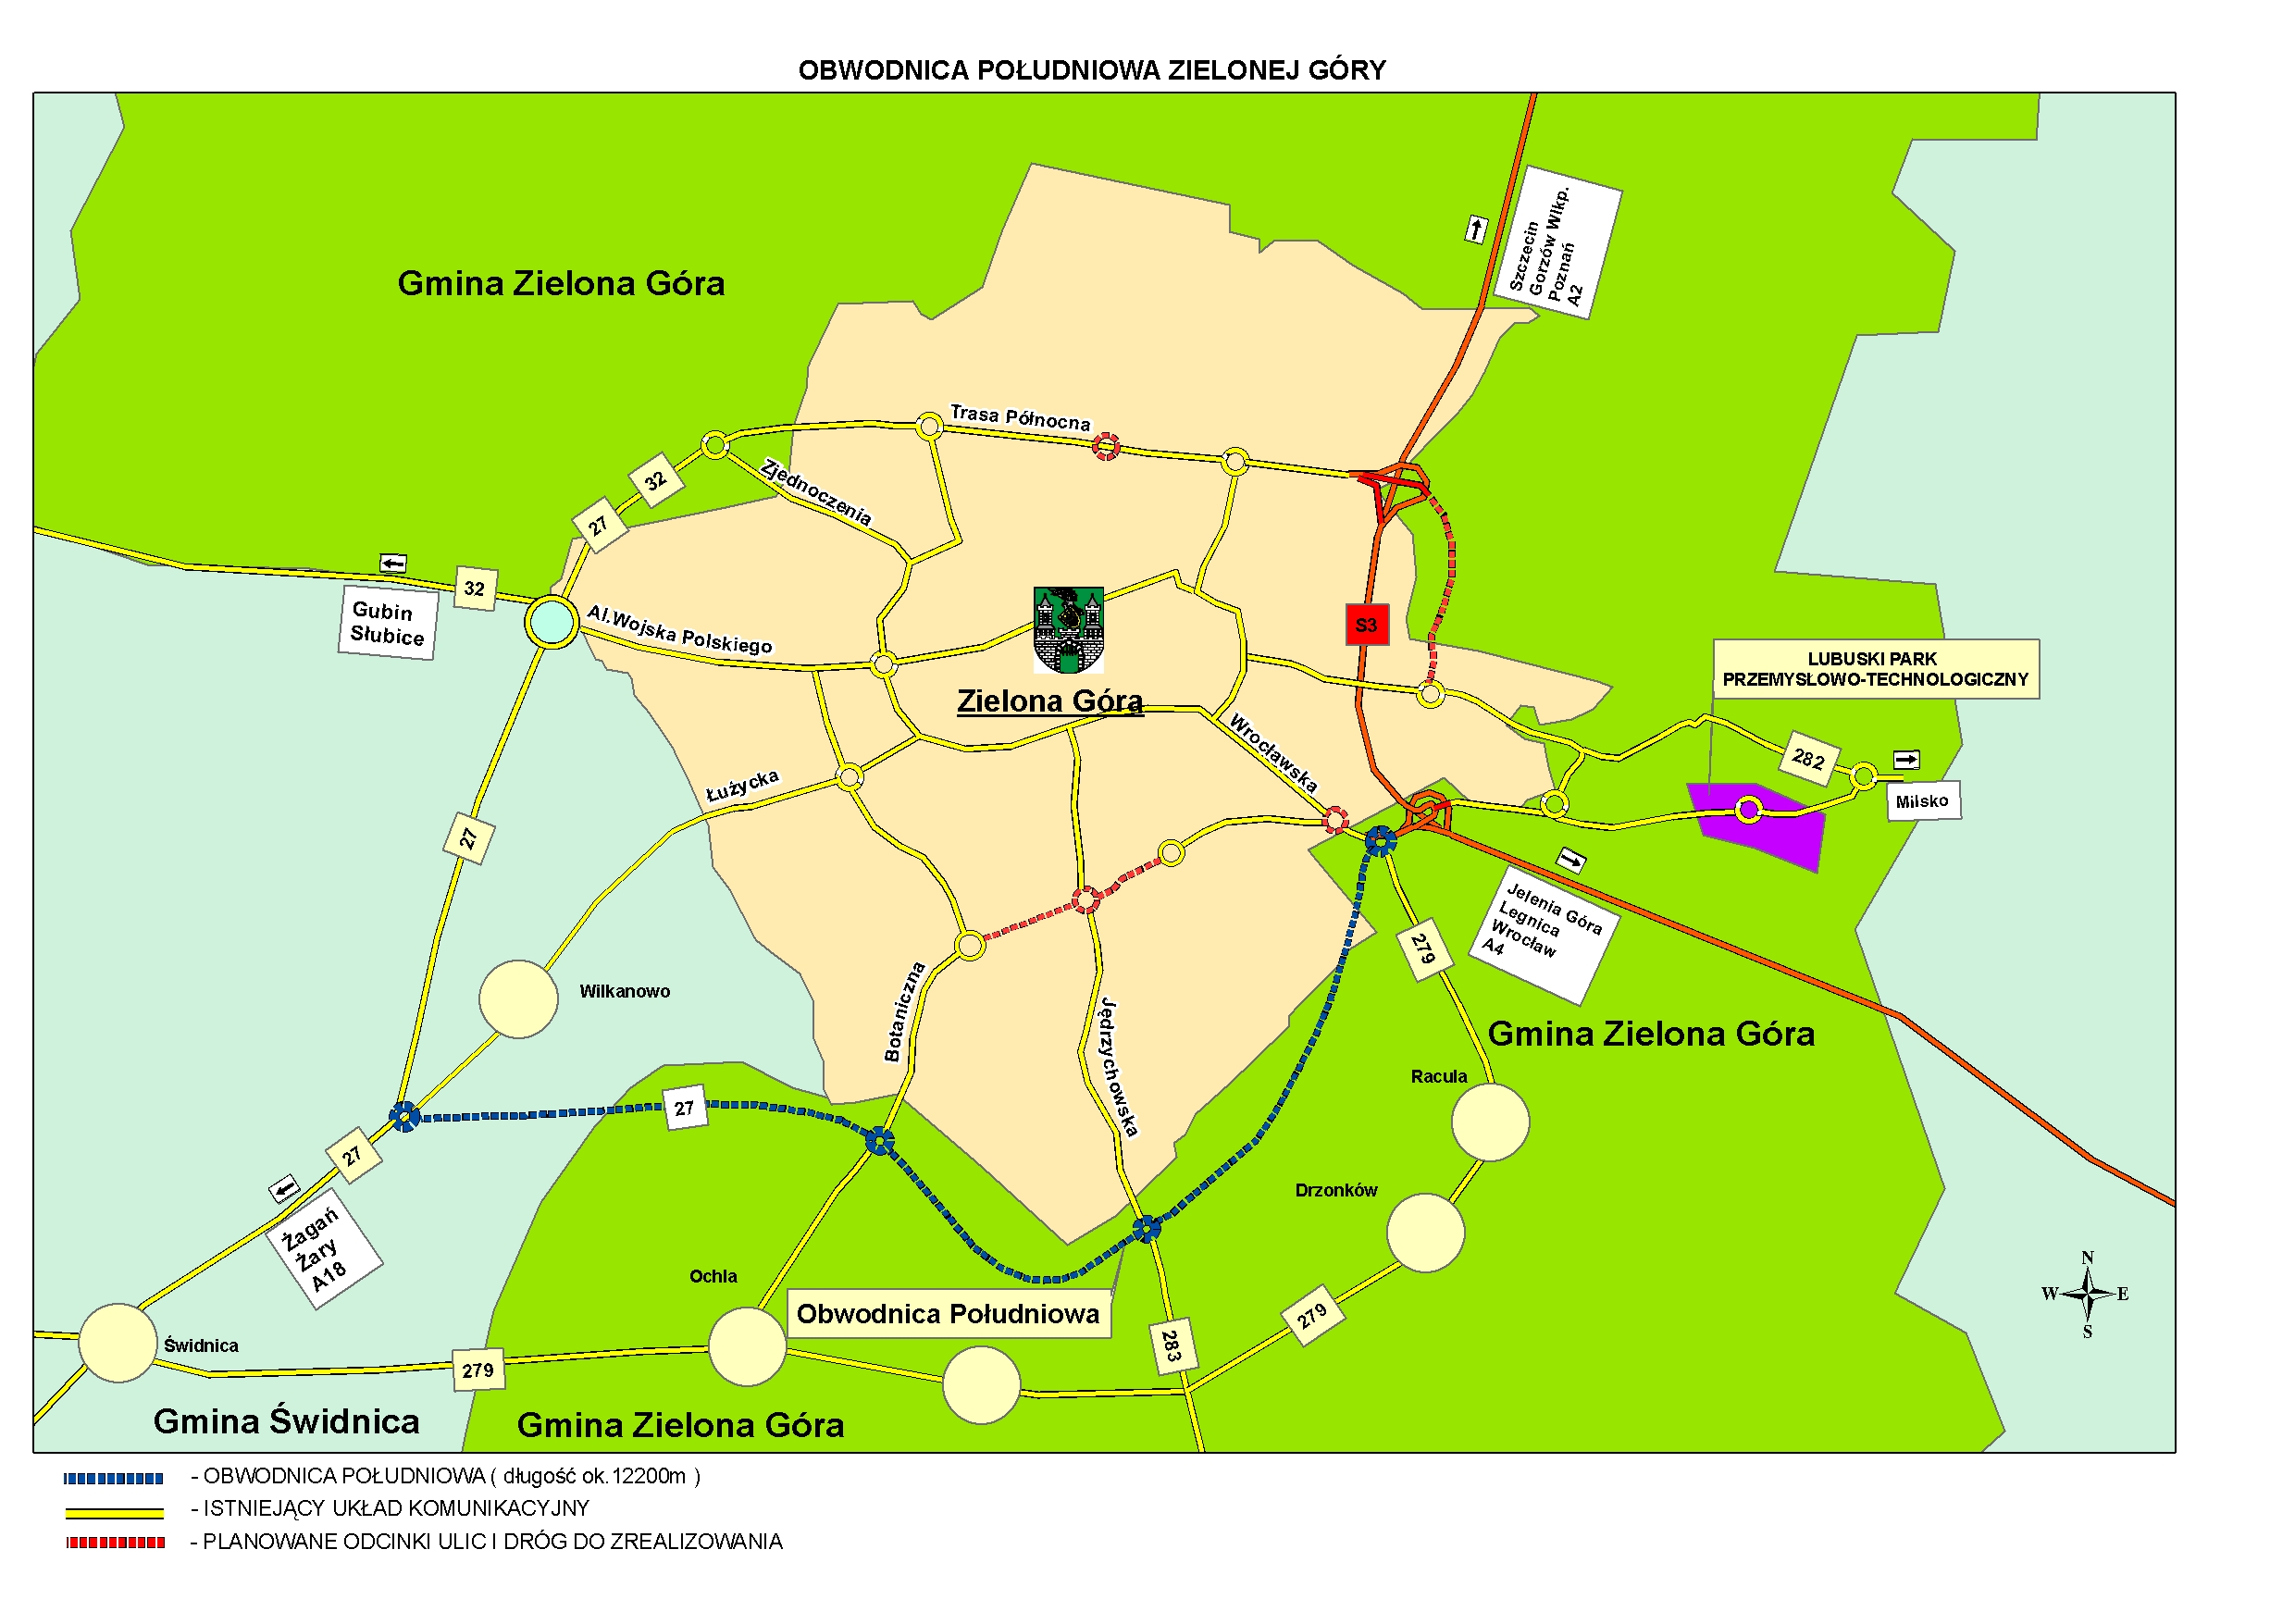 OBWODNICA POŁUDNIOWA ZIELONEJ GÓRY
Szczecin
Gorzów Wlkp.
Poznań
A2
Gmina Zielona Góra
Trasa Północna
32
Zjednoczenia
27
32
Gubin
Słubice
Al.Wojska Polskiego
S3
LUBUSKI PARK
PRZEMYSŁOWO-TECHNOLOGICZNY
Zielona Góra
Wrocławska
282
Milsko
Łużycka
27
Jelenia Góra
Legnica
Wrocław
A4
279
Wilkanowo
Botaniczna
Jędrzychowska
Gmina Zielona Góra
Racula
27
27
Drzonków
Żagań
Żary
A18
Ochla
Obwodnica Południowa
279
283
Świdnica
279
N
W
E
S
Gmina Świdnica
Gmina Zielona Góra
- OBWODNICA POŁUDNIOWA ( długość ok.12200m )
- ISTNIEJĄCY UKŁAD KOMUNIKACYJNY
- PLANOWANE ODCINKI ULIC I DRÓG DO ZREALIZOWANIA